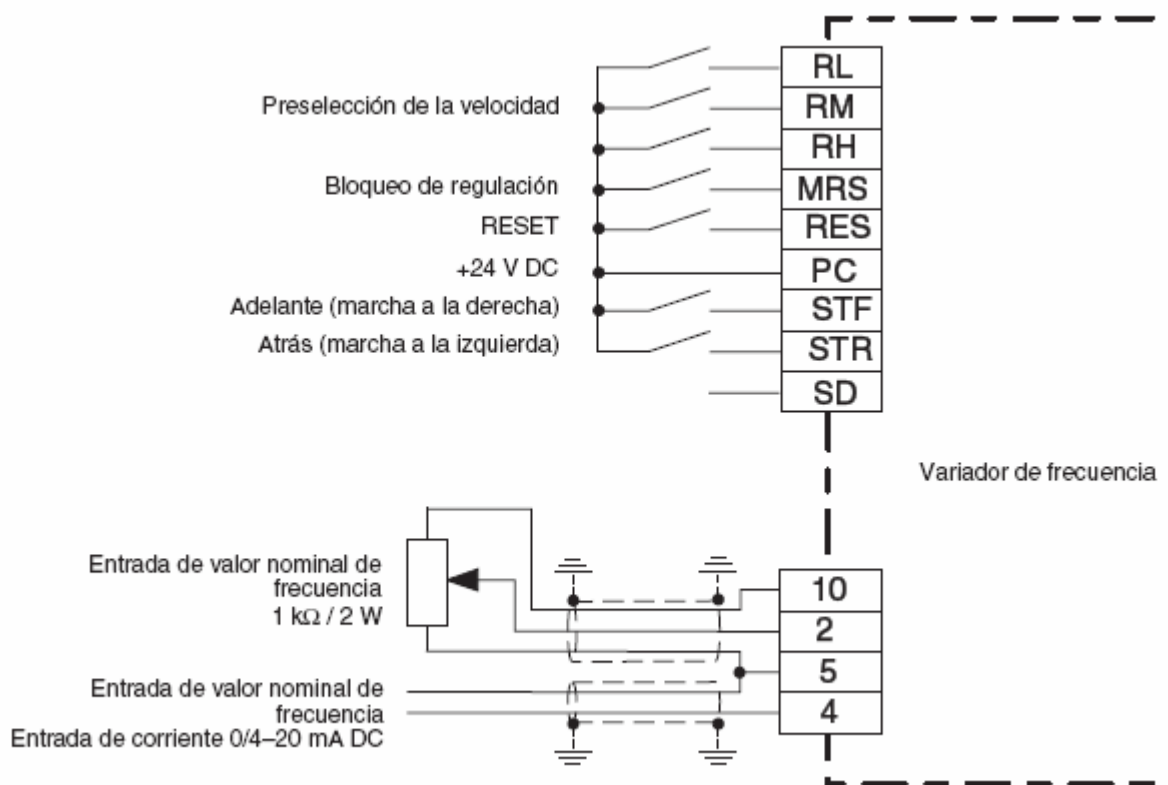 RL
Preselección de la velocidad
RM
RH
Bloqueo de regulación
MRS
RESET
RES
+24 V DC
PC
Adelante (marcha a la derecha)
STF
Atrás (marcha a la izquierda)
STR
SD
Variador de frecuencia
Entrada de valor nominal de
frecuencia
1 kΩ / 2 W
10
2
5
Entrada de valor nominal de
frecuencia
4
Entrada de corriente 0/4–20 mA DC